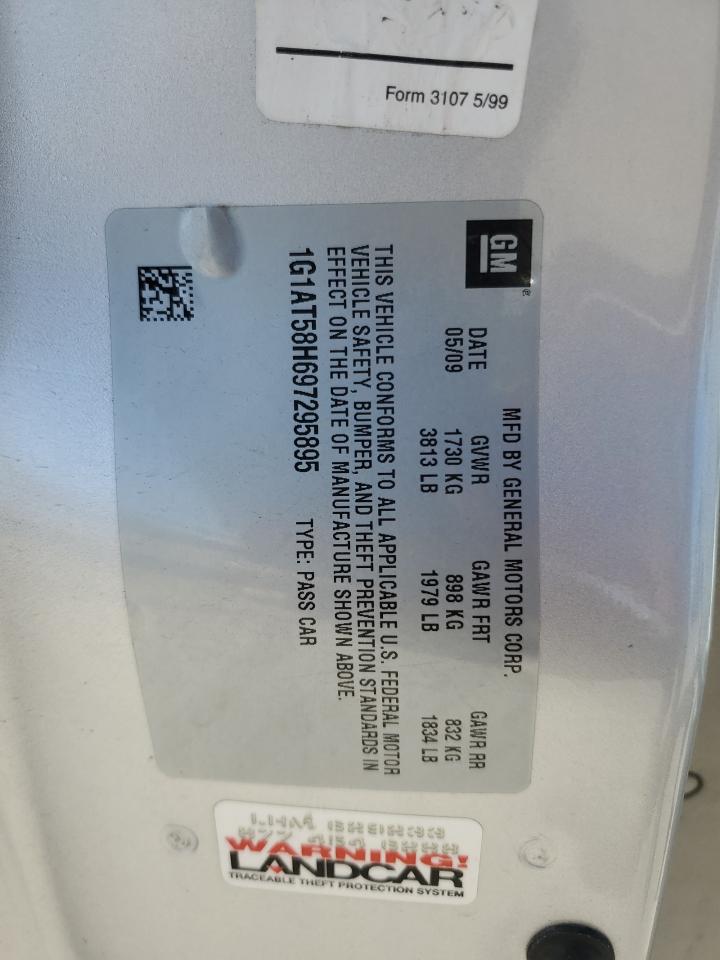 Form 3107 5/99
GM
®
MFD BY GENERAL MOTORS CORP.
DATE GVWR GAWR FRT GAWR RR
05/09 1730 KG 898 KG 832 KG
3813 LB 1979 LB 1834 LB
THIS VEHICLE CONFORMS TO ALL APPLICABLE U.S. FEDERAL MOTOR
VEHICLE SAFETY, BUMPER, AND THEFT PREVENTION STANDARDS IN
EFFECT ON THE DATE OF MANUFACTURE SHOWN ABOVE.
1G1AT58H697295895 TYPE: PASS CAR
WARNING!
LANDCAR
TRACEABLE THEFT PROTECTION SYSTEM